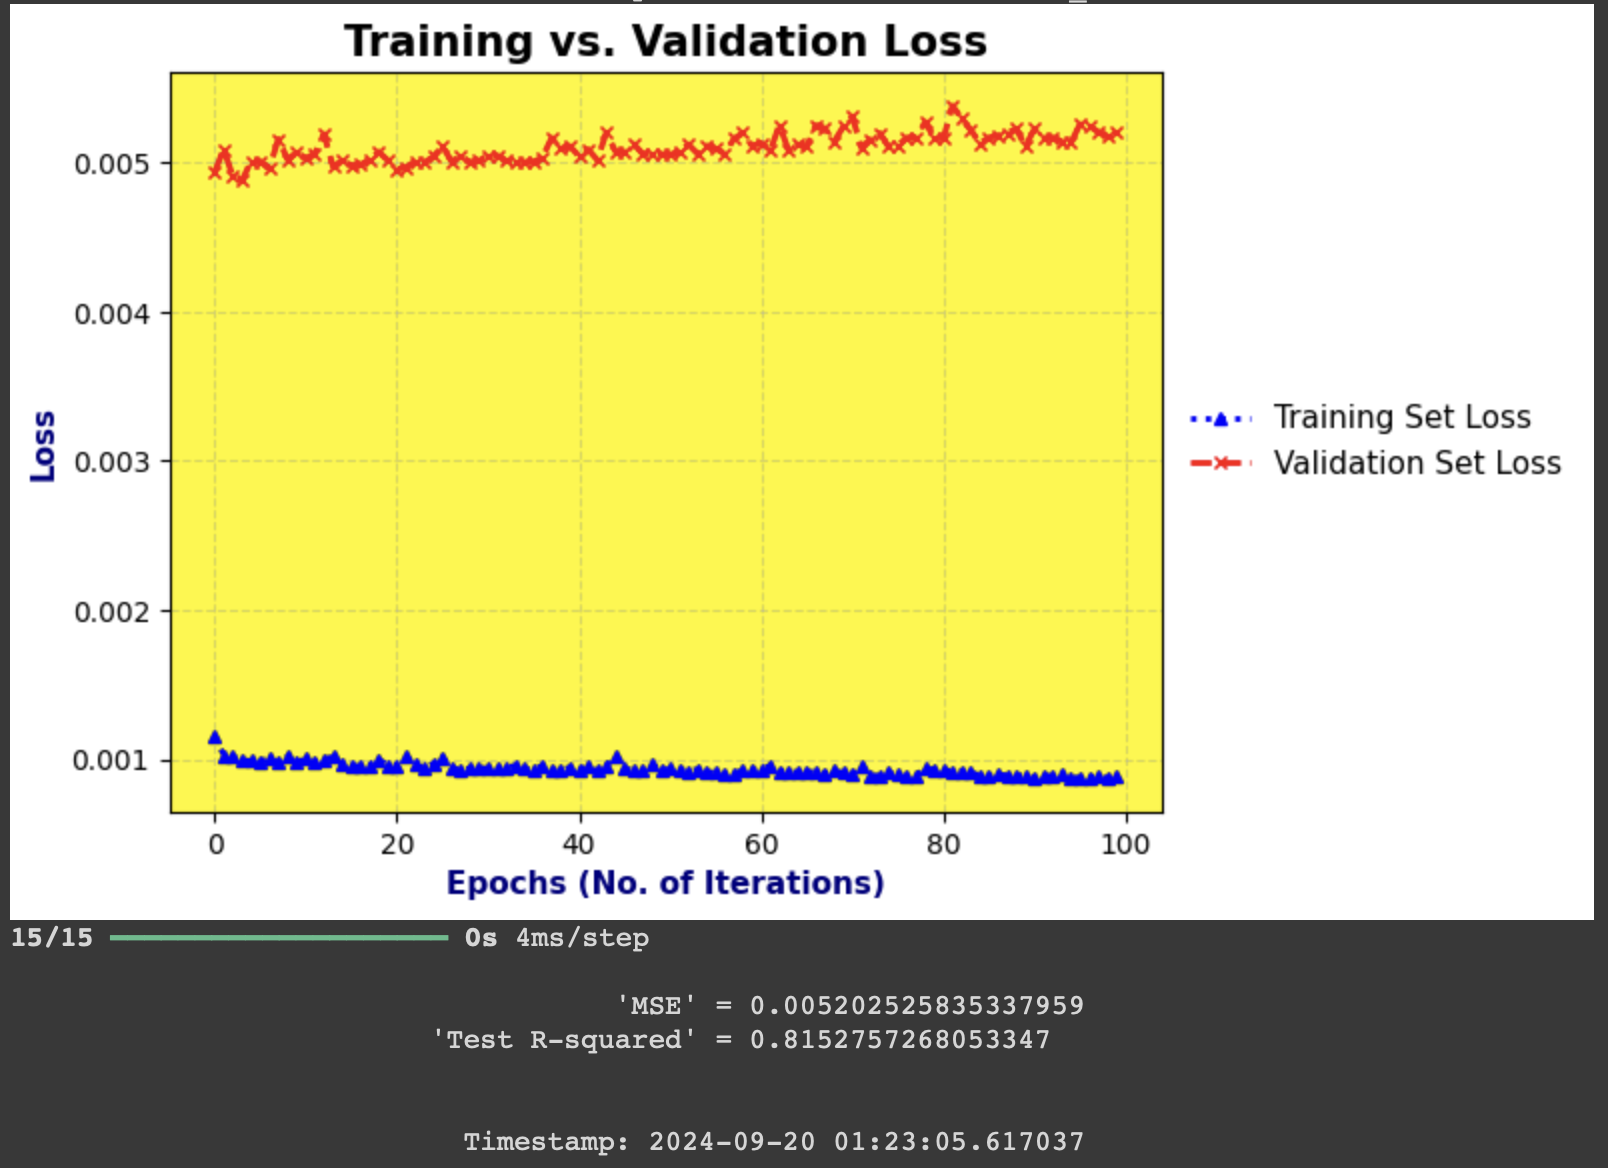 Training vs. Validation Loss
0.005
0.004
0.003
0.002
0.001
Loss
0 20 40 60 80 100
Epochs (No. of Iterations)
Training Set Loss
Validation Set Loss
15/15 0s 4ms/step
'MSE' = 0.005202525835337959
'Test R-squared' = 0.8152757268053347
Timestamp: 2024-09-20 01:23:05.617037